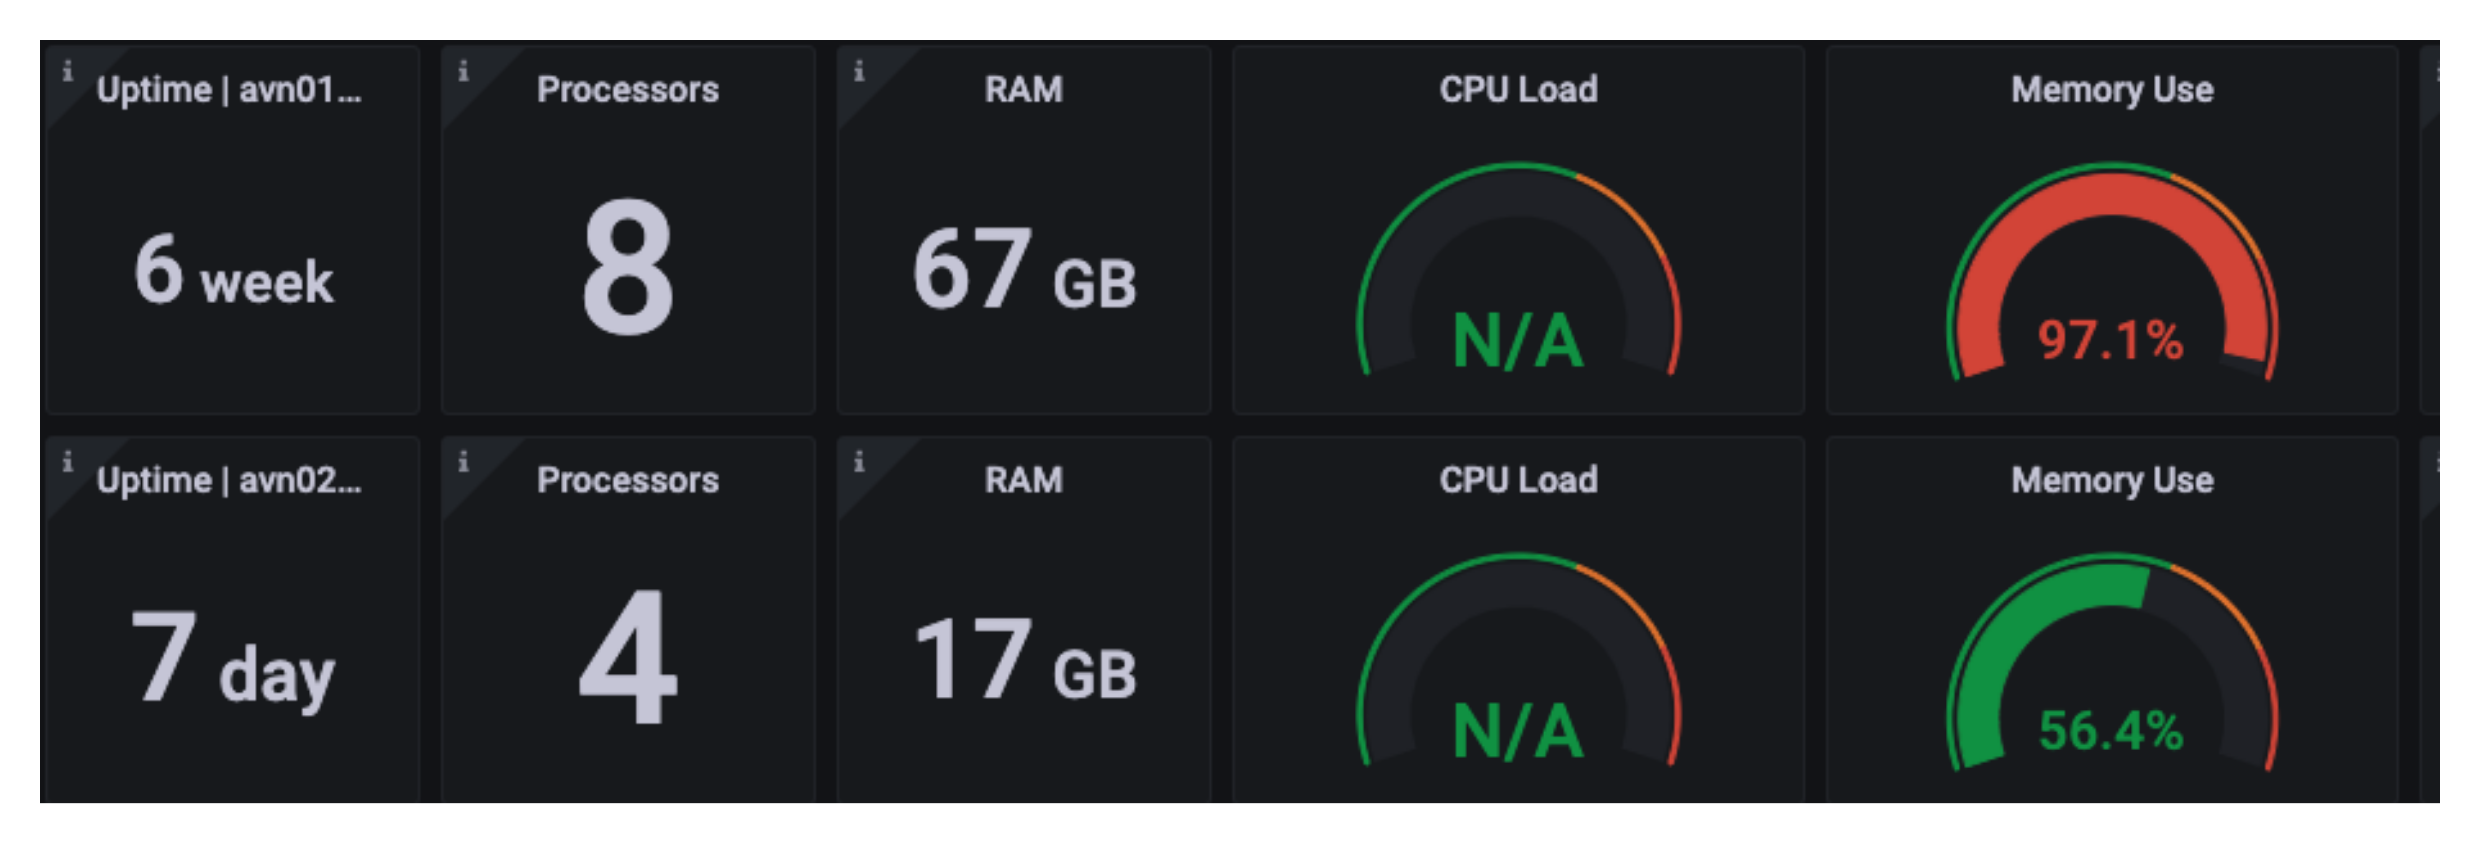 Uptime | avn01...
Processors
RAM
CPU Load
Memory Use
6 week
8
67 GB
N/A
97.1%
Uptime | avn02...
Processors
RAM
CPU Load
Memory Use
7 day
4
17 GB
N/A
56.4%